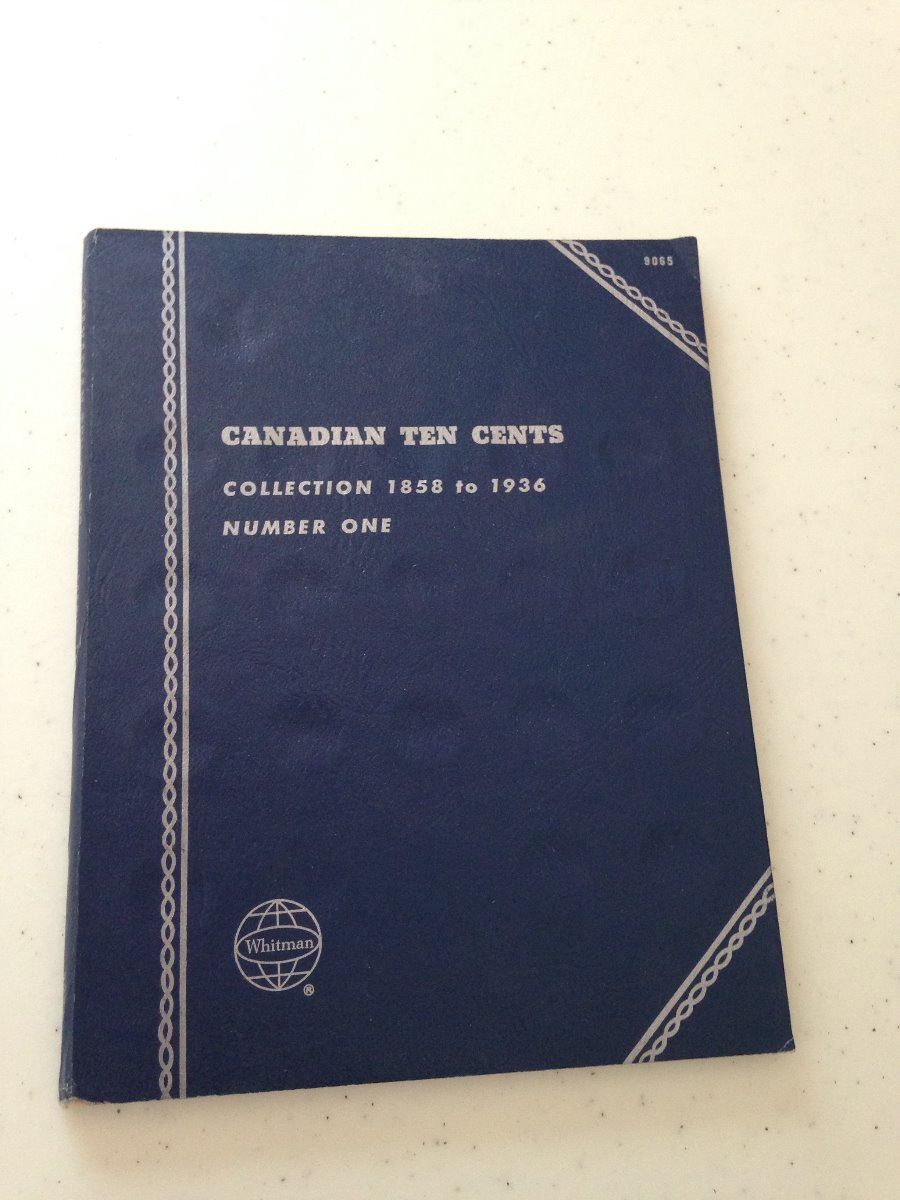 9065
CANADIAN TEN CENTS
COLLECTION 1858 to 1936
NUMBER ONE
Whitman
®